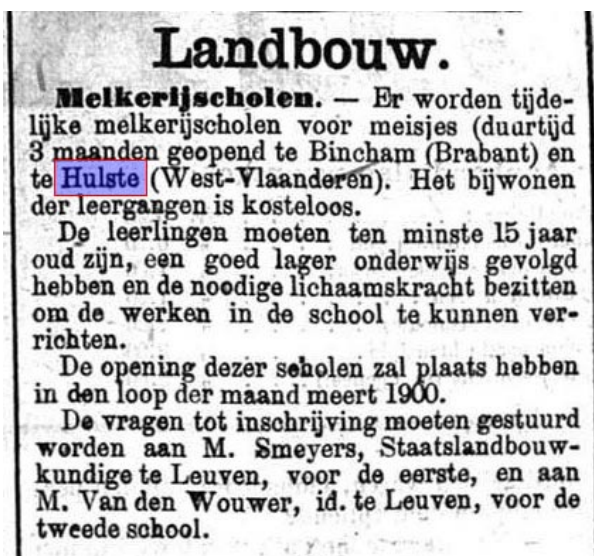 Landbouw.
Melkerijscholen. — Er worden tijde-
lijke melkerijscholen voor meisjes (duurtijd
3 maanden geopend te Bincham (Brabant) en
te Hulste (West-Vlaanderen). Het bijwonen
der leergangen is kosteloos.
De leerlingen moeten ten minste 15 jaar
oud zijn, een goed lager onderwijs gevolgd
hebben en de noodige lichaamskracht bezitten
om de werken in de school te kunnen ver-
richten.
De opening dezer scholen zal plaats hebben
in den loop der maand meert 1900.
De vragen tot inschrijving moeten gestuurd
worden aan M. Smeyers, Staatslandbouw-
kundige te Leuven, voor de eerste, en aan
M. Van den Wouwer, id. te Leuven, voor de
tweede school.